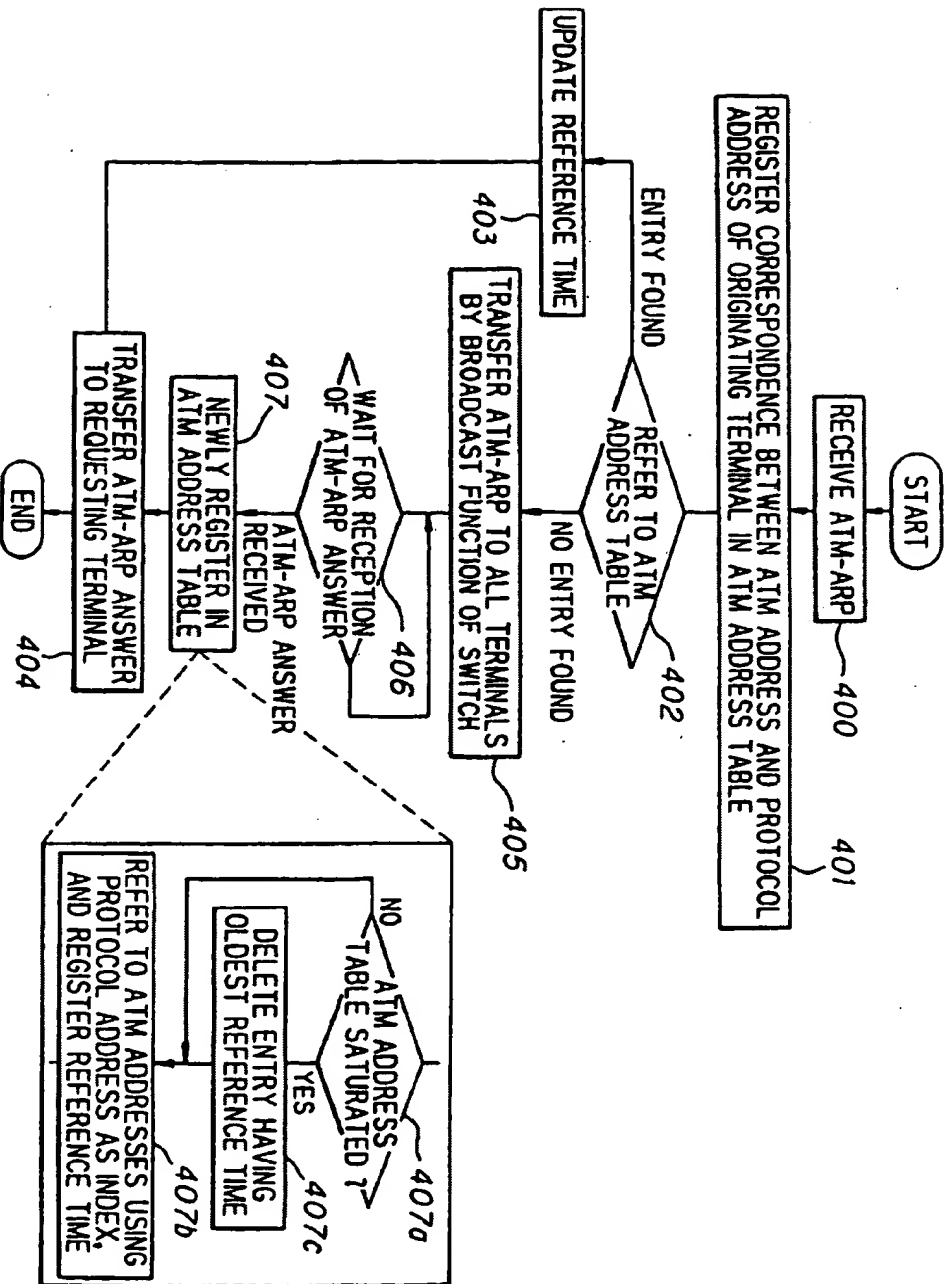 START
RECEIVE ATM-ARP
400
REGISTER CORRESPONDENCE BETWEEN ATM ADDRESS AND PROTOCOL
ADDRESS OF ORIGINATING TERMINAL IN ATM ADDRESS TABLE
401
REFER TO ATM
ADDRESS TABLE
402
ENTRY FOUND
NO ENTRY FOUND
UPDATE REFERENCE TIME
403
TRANSFER ATM-ARP TO ALL TERMINALS
BY BROADCAST FUNCTION OF SWITCH
405
WAIT FOR RECEPTION
OF ATM-ARP ANSWER
406
ATM-ARP ANSWER
RECEIVED
407
NEWLY REGISTER IN
ATM ADDRESS TABLE
TRANSFER ATM-ARP ANSWER
TO REQUESTING TERMINAL
404
END
ATM ADDRESS
TABLE SATURATED ?
407a
NO
YES
DELETE ENTRY HAVING
OLDEST REFERENCE TIME
407c
REFER TO ATM ADDRESSES USING
PROTOCOL ADDRESS AS INDEX,
AND REGISTER REFERENCE TIME
407b